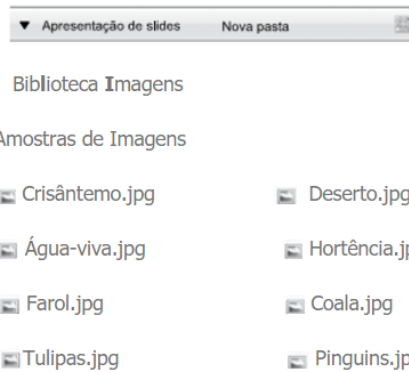 ▼ Apresentação de slides Nova pasta
Biblioteca Imagens
Amostras de Imagens
Crisântemo.jpg Deserto.jpg
Água-viva.jpg Hortência.jp
Farol.jpg Coala.jpg
Tulipas.jpg Pinguins.jp